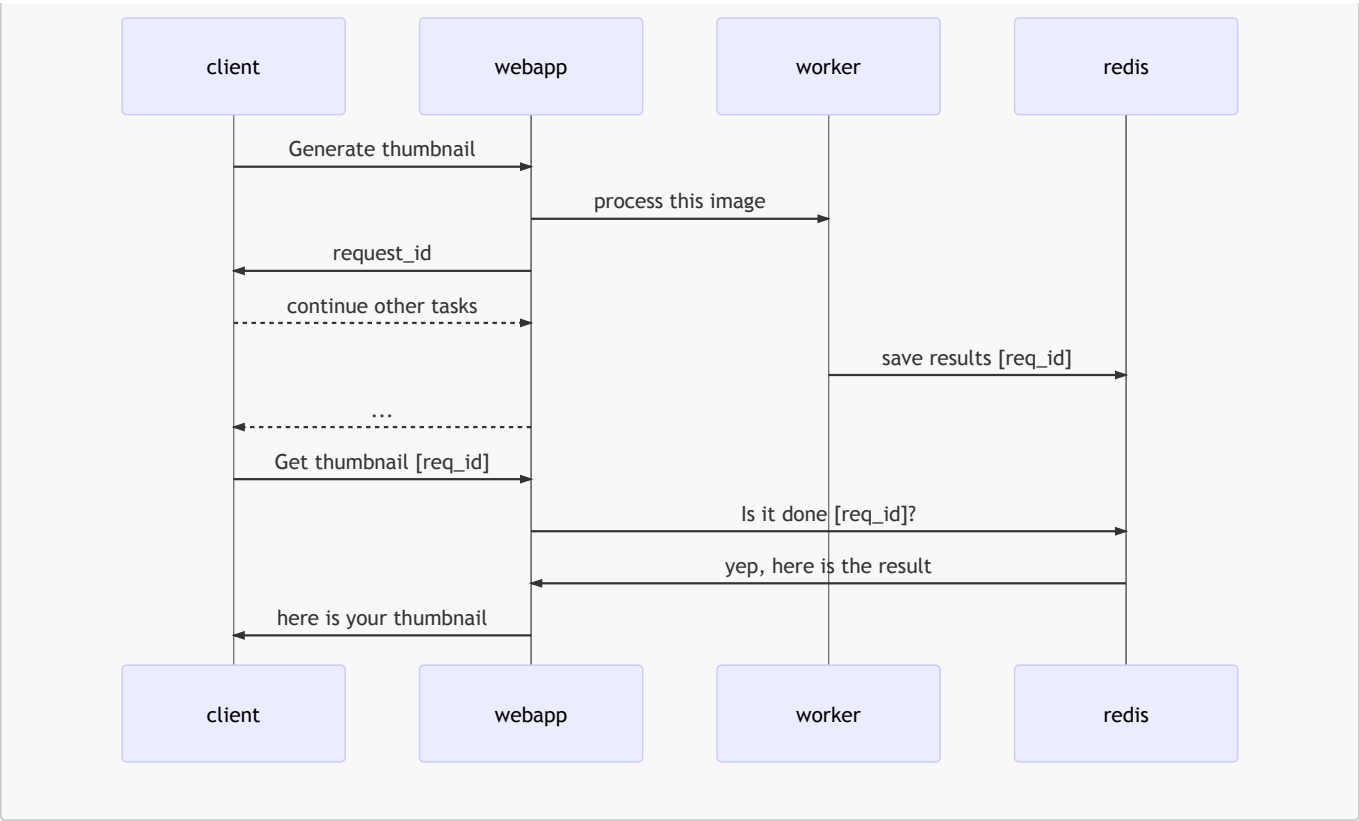 client webapp worker redis
Generate thumbnail
process this image
request_id
continue other tasks
save results [req_id]
...
Get thumbnail [req_id]
Is it done [req_id]?
yep, here is the result
here is your thumbnail
client webapp worker redis